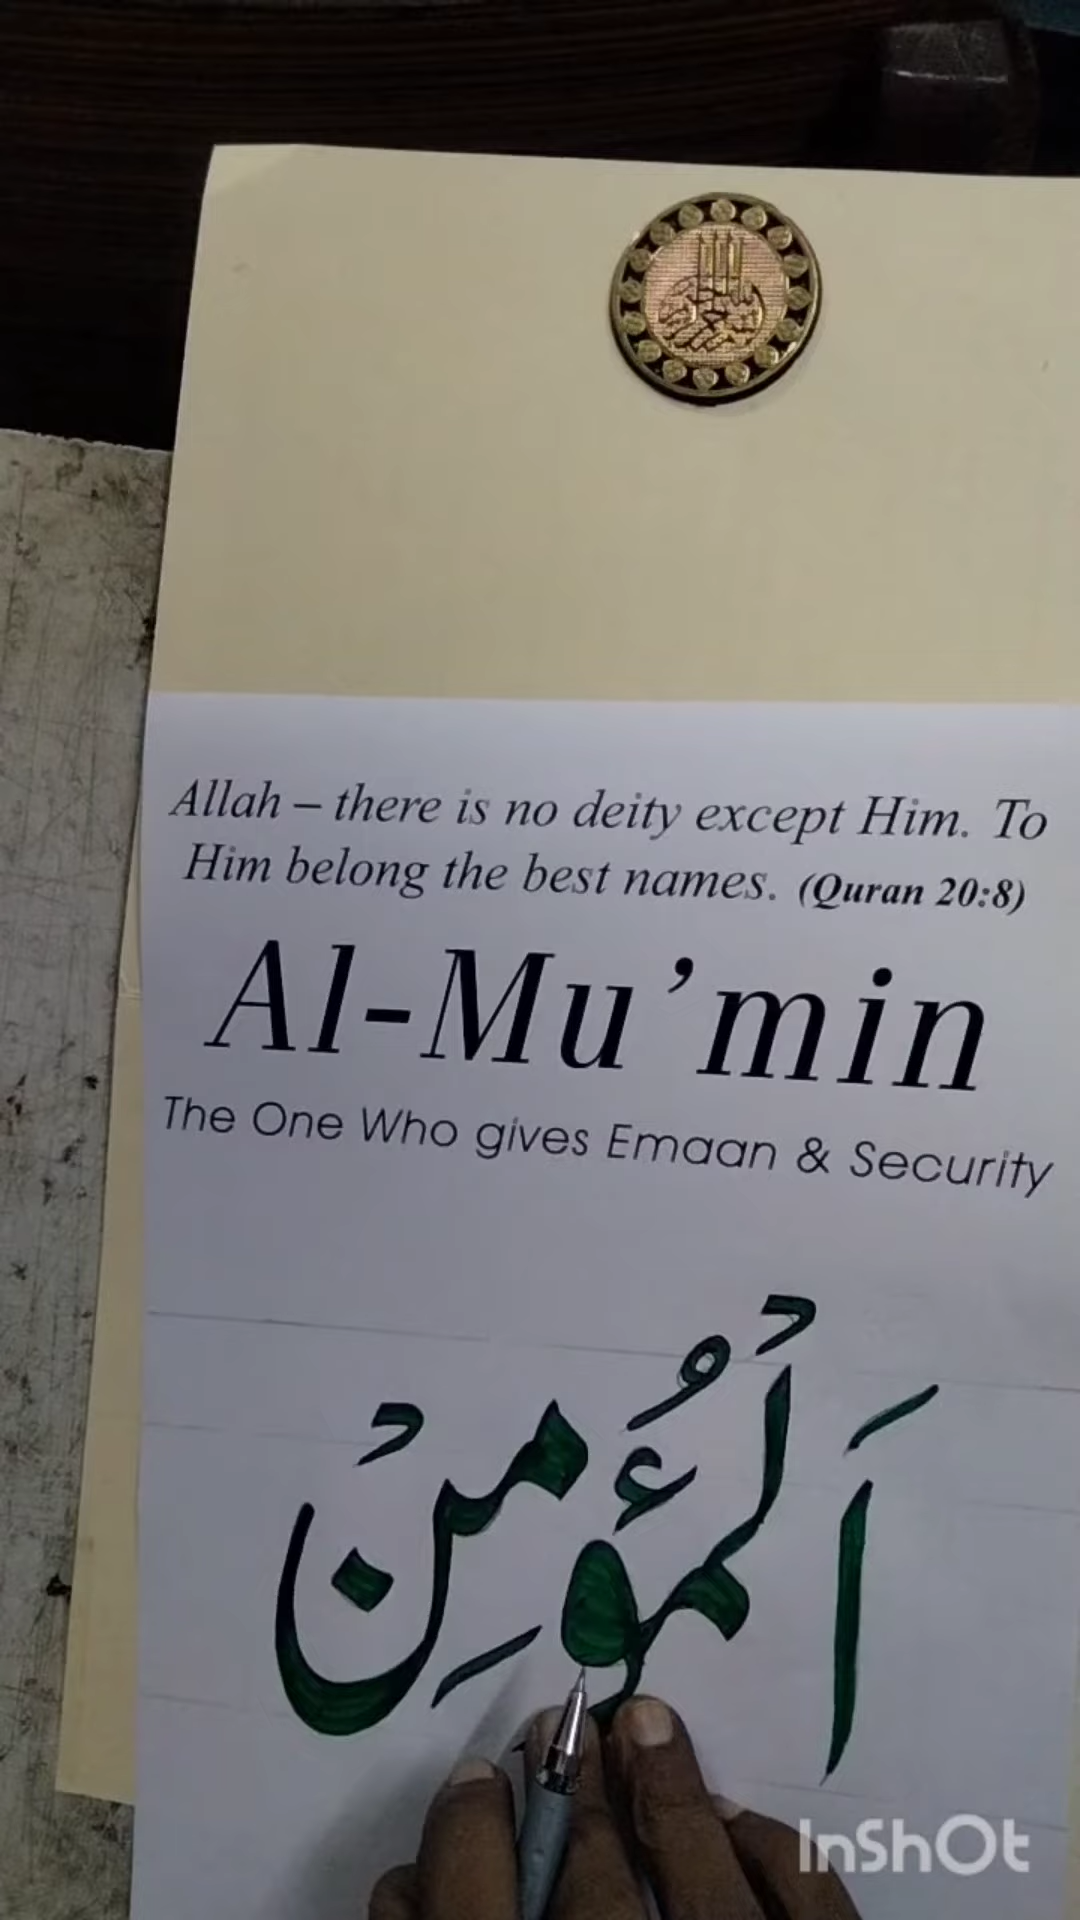 Allah – there is no deity except Him. To
Him belong the best names. (Quran 20:8)
Al-Mu’min
The One Who gives Emaan & Security
اَلْمُؤْمِنْ
InShOt